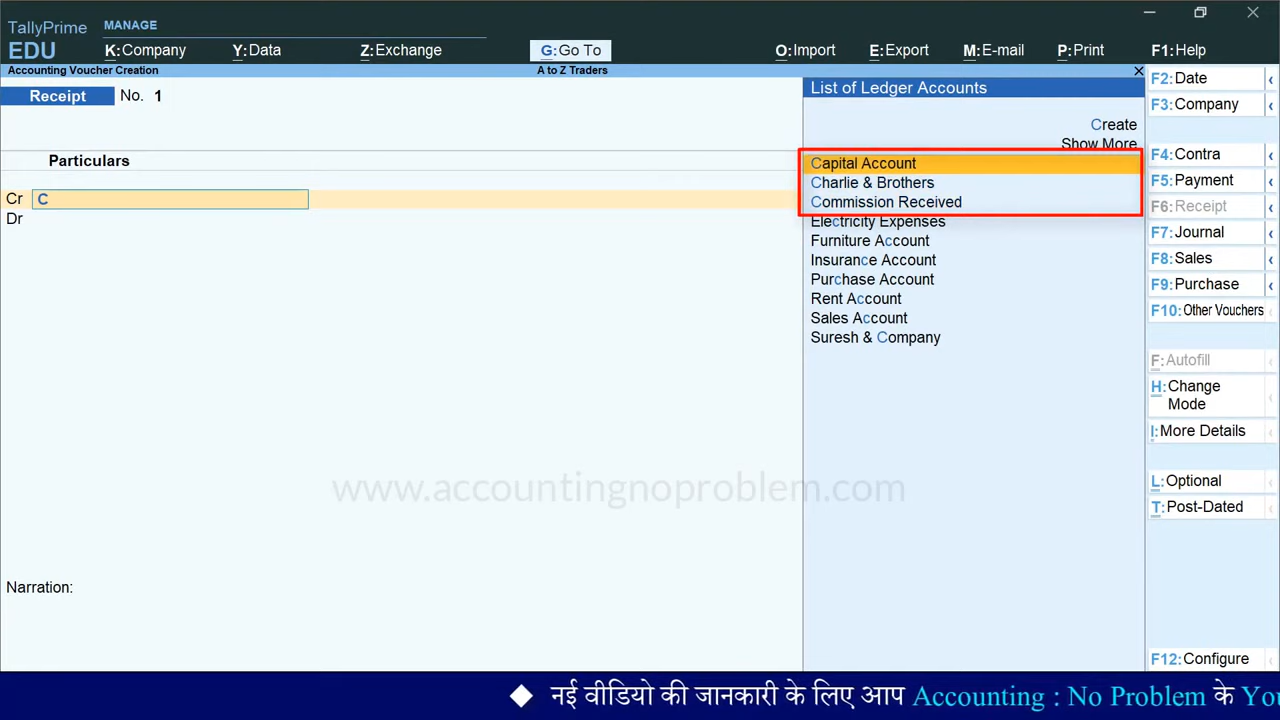 TallyPrime
MANAGE
EDU
K:Company
Y:Data
Z:Exchange
G:Go To
O:Import
E:Export
M:E-mail
P:Print
F1:Help
Accounting Voucher Creation
A to Z Traders
Receipt No. 1
Particulars
Cr C
Dr
Narration:
List of Ledger Accounts
Create
Show More
Capital Account
Charlie & Brothers
Commission Received
Electricity Expenses
Furniture Account
Insurance Account
Purchase Account
Rent Account
Sales Account
Suresh & Company
F2:Date
F3:Company
F4:Contra
F5:Payment
F6:Receipt
F7:Journal
F8:Sales
F9:Purchase
F10:Other Vouchers
F:Autofill
H:Change
Mode
I:More Details
L:Optional
T:Post-Dated
F12:Configure
www.accountingnoproblem.com
नई वीडियो की जानकारी के लिए आप Accounting : No Problem के